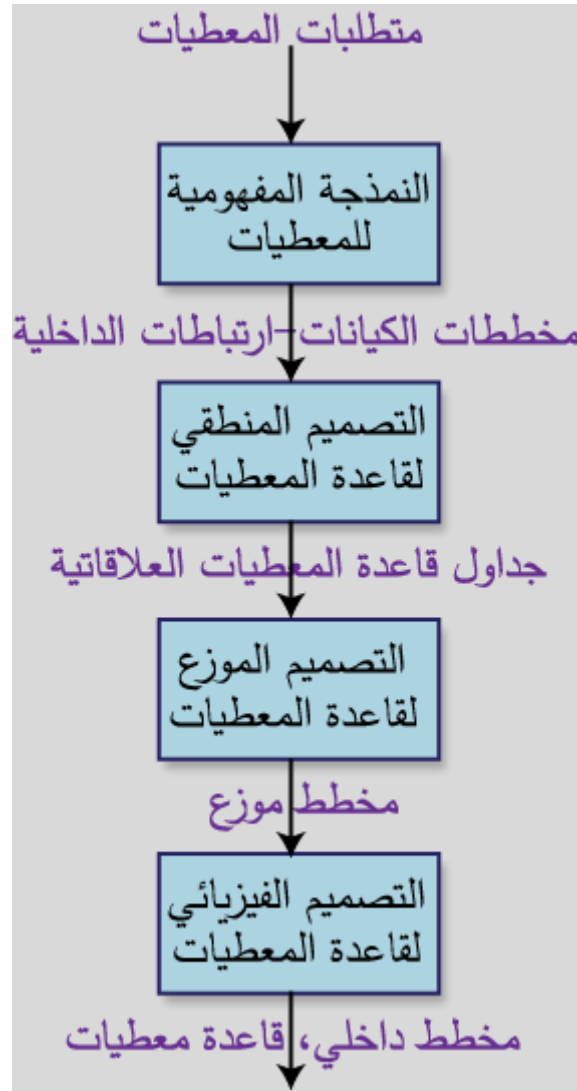 متطلبات المعطيات
النمذجة المفهومية
للمعطيات
مخططات الكيانات-ارتباطات الداخلية
التصميم المنطقي
لقاعدة المعطيات
جداول قاعدة المعطيات العلاقاتية
التصميم الموزع
لقاعدة المعطيات
مخطط موزع
التصميم الفيزيائي
لقاعدة المعطيات
مخطط داخلي، قاعدة معطيات